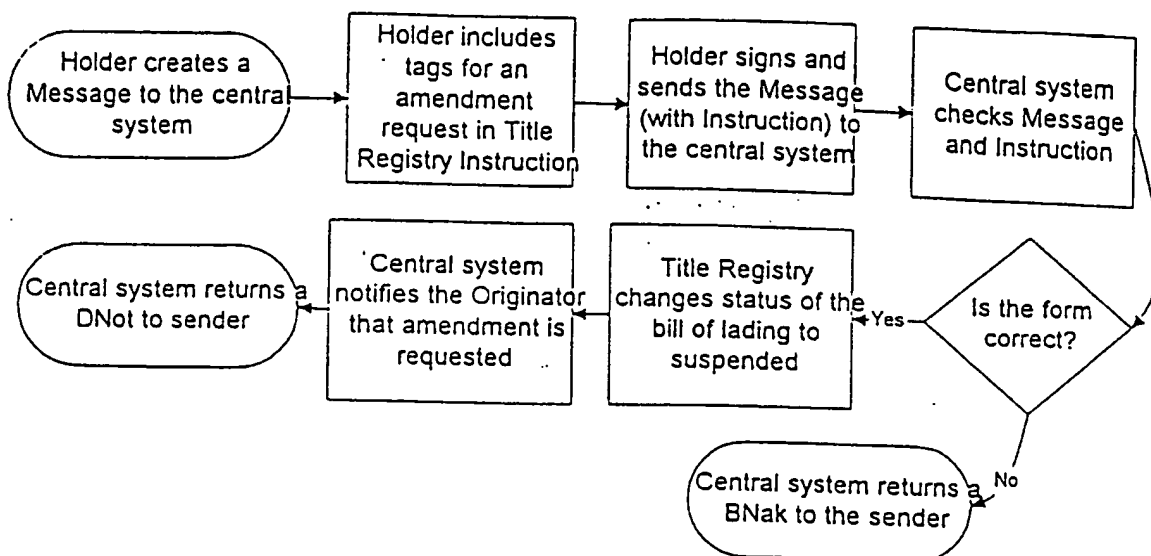 Holder creates a
Message to the central
system
Holder includes
tags for an
amendment
request in Title
Registry Instruction
Holder signs and
sends the Message
(with Instruction) to
the central system
Central system
checks Message
and Instruction
Is the form
correct?
Yes
Title Registry
changes status of the
bill of lading to
suspended
Central system
notifies the Originator
that amendment is
requested
Central system returns a
DNot to sender
No
Central system returns a
BNak to the sender